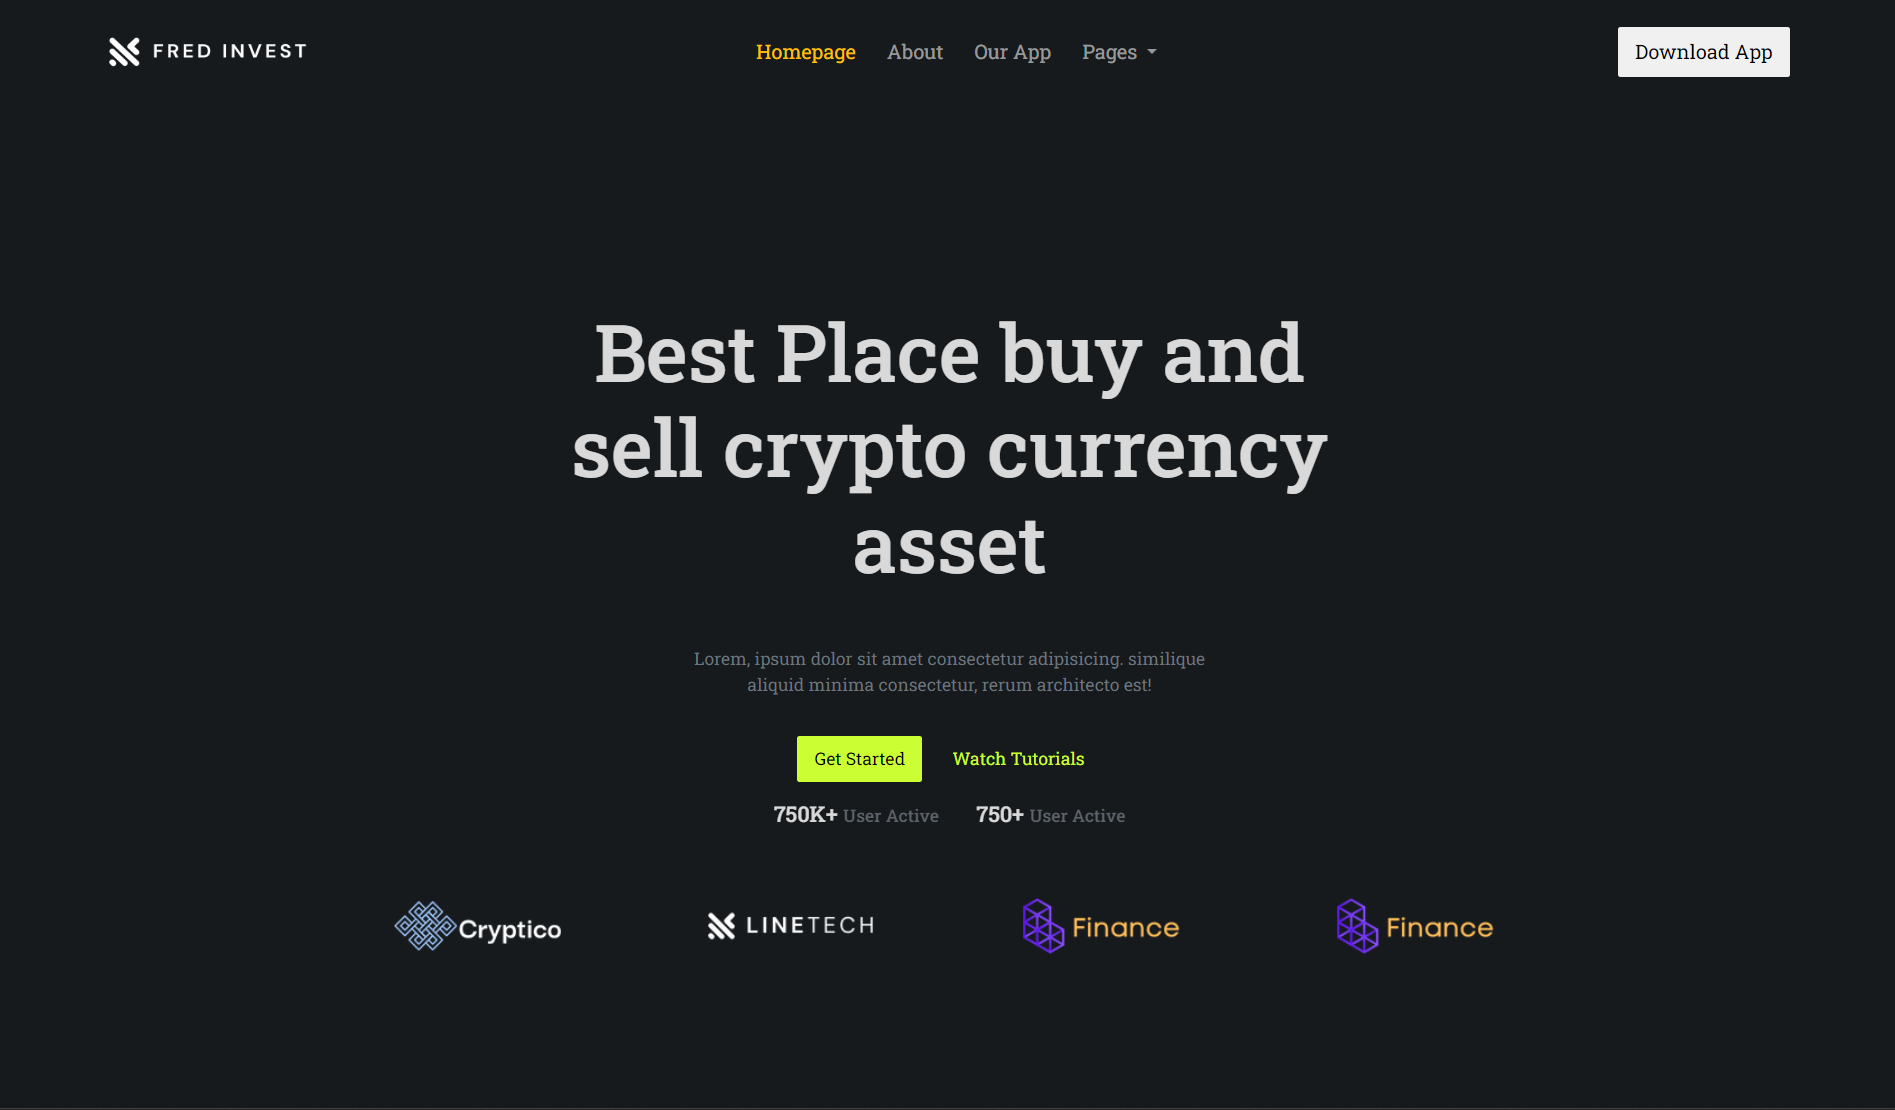 FRED INVEST
Homepage About Our App Pages
Download App
Best Place buy and
sell crypto currency
asset
Lorem, ipsum dolor sit amet consectetur adipisicing. similique
aliquid minima consectetur, rerum architecto est!
Get Started Watch Tutorials
750K+ User Active 750+ User Active
Cryptico LINETECH Finance Finance